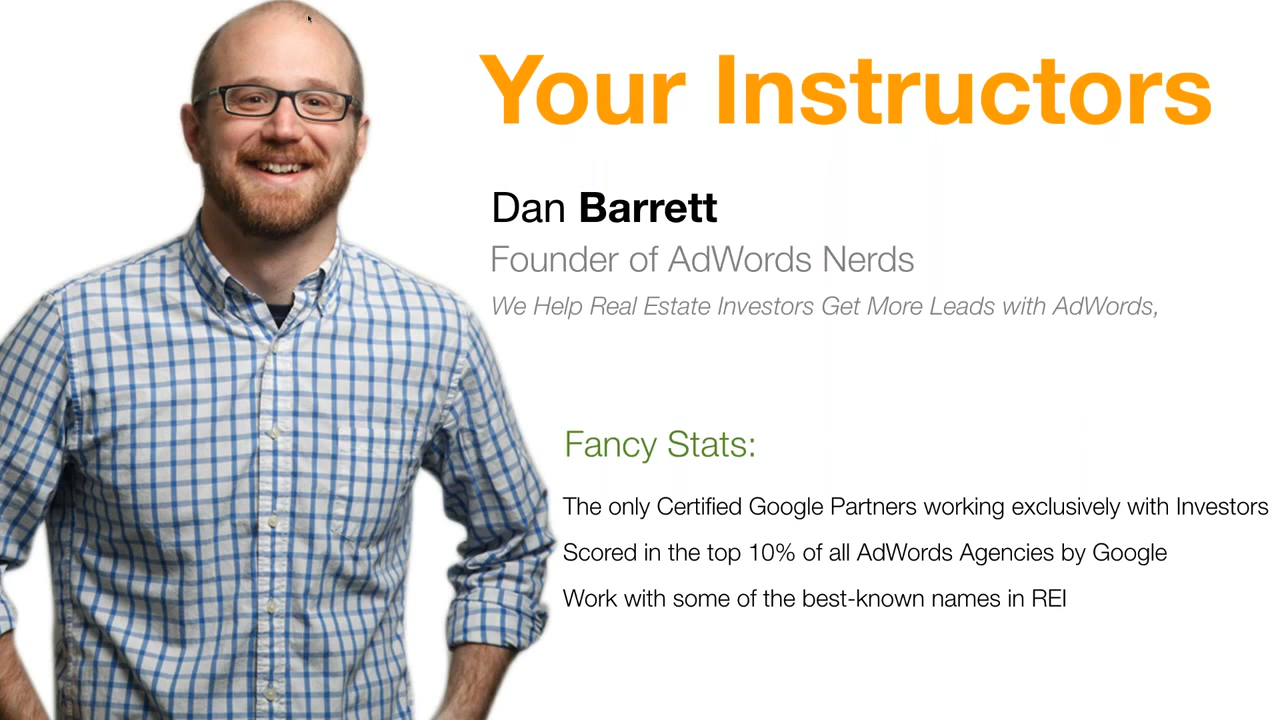 Your Instructors
Dan Barrett
Founder of AdWords Nerds
We Help Real Estate Investors Get More Leads with AdWords,
Fancy Stats:
The only Certified Google Partners working exclusively with Investors
Scored in the top 10% of all AdWords Agencies by Google
Work with some of the best-known names in REI